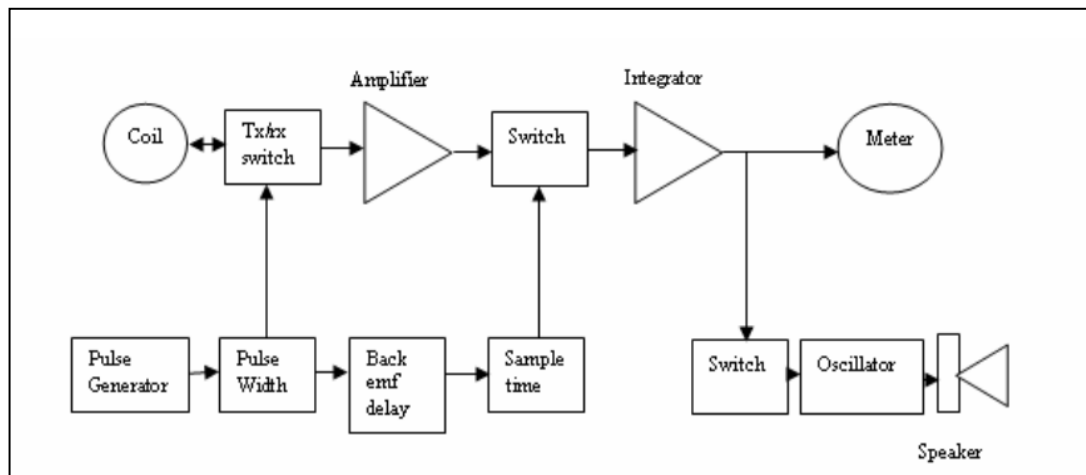 Amplifier
Integrator
Coil
Tx/rx
switch
Switch
Meter
Pulse
Generator
Pulse
Width
Back
emf
delay
Sample
time
Switch
Oscillator
Speaker